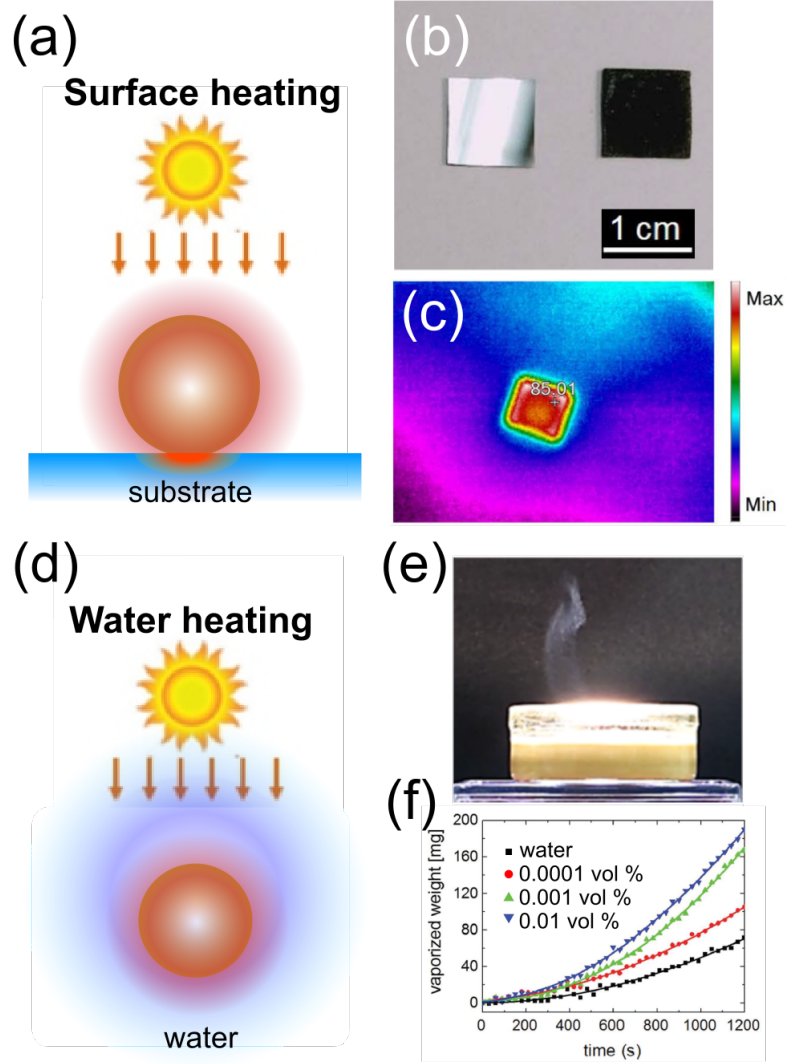 (a)
Surface heating
substrate
(b)
1 cm
(c)
85.01
Max
Min
(d)
Water heating
water
(e)
(f)
vaporized weight [mg]
200
160
120
80
40
0
water
0.0001 vol %
0.001 vol %
0.01 vol %
0 200 400 600 800 1000 1200
time (s)